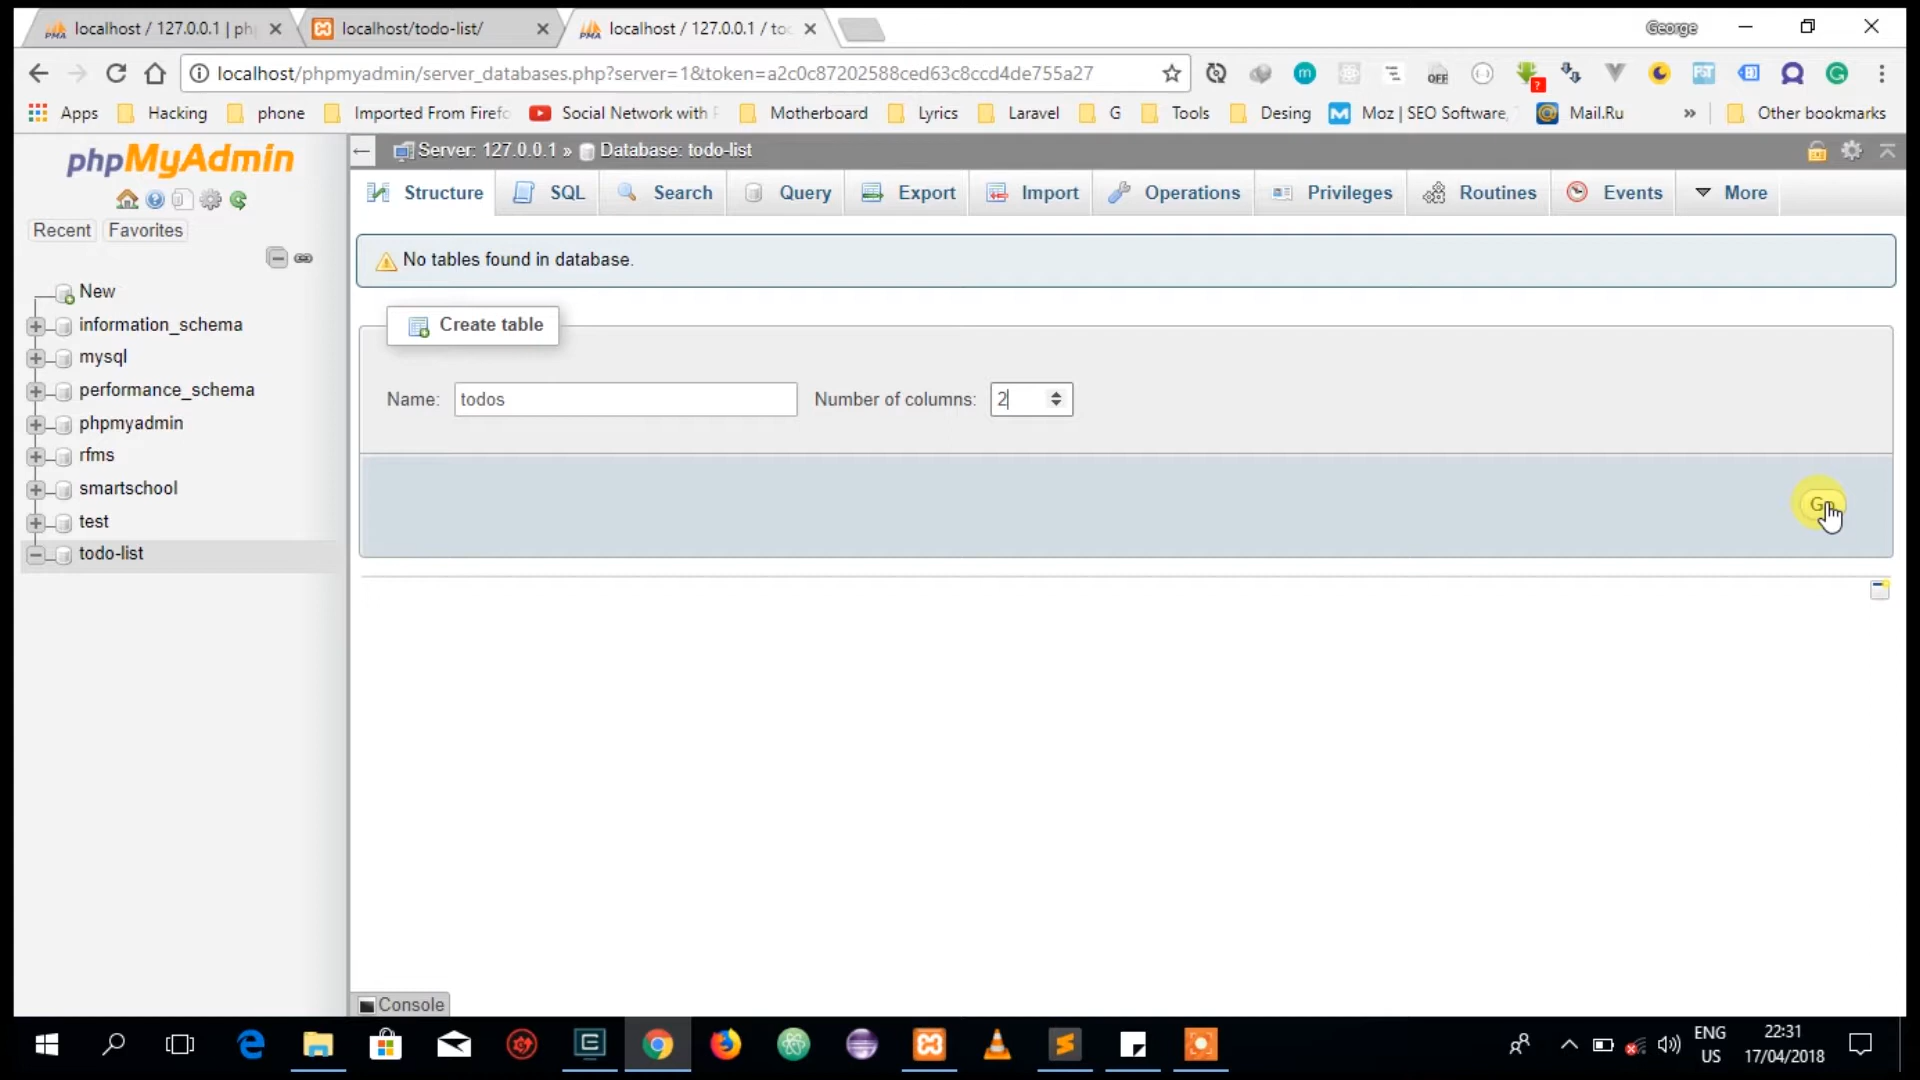 localhost / 127.0.0.1 | ph
localhost/todo-list/
localhost / 127.0.0.1 / to
George
localhost/phpmyadmin/server_databases.php?server=1&token=a2c0c87202588ced63c8ccd4de755a27
OFF
m
?
Apps
Hacking
phone
Imported From Firefo
Social Network with
Motherboard
Lyrics
Laravel
G
Tools
Desing
Moz | SEO Software,
Mail.Ru
»
Other bookmarks
phpMyAdmin
Recent
Favorites
New
information_schema
mysql
performance_schema
phpmyadmin
rfms
smartschool
test
todo-list
Server: 127.0.0.1 » Database: todo-list
Structure
SQL
Search
Query
Export
Import
Operations
Privileges
Routines
Events
More
No tables found in database.
Create table
Name:
todos
Number of columns:
2
Console
ENG
US
22:31
17/04/2018